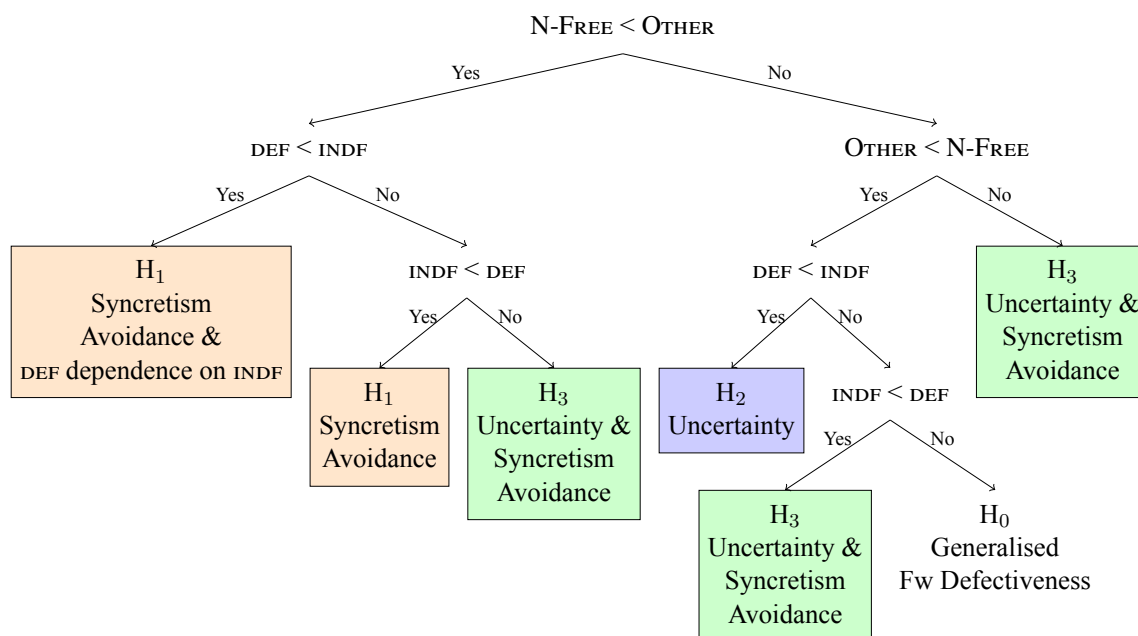 N-FREE < OTHER
Yes
No
DEF < INDF
OTHER < N-FREE
Yes
No
Yes
No
H₁
Syncretism
Avoidance &
DEF dependence on INDF
INDF < DEF
DEF < INDF
H₃
Uncertainty &
Syncretism
Avoidance
Yes
No
Yes
No
H₁
Syncretism
Avoidance
H₃
Uncertainty &
Syncretism
Avoidance
H₂
Uncertainty
INDF < DEF
Yes
No
H₃
Uncertainty &
Syncretism
Avoidance
H₀
Generalised
Fw Defectiveness